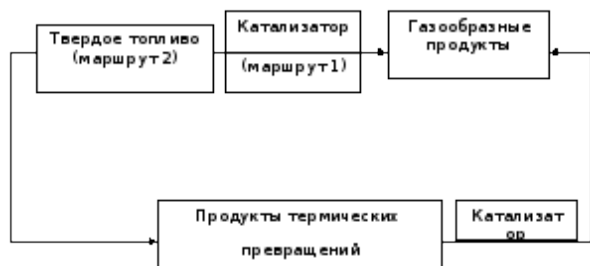 Твердое топливо
(маршрут 2)
Катализатор
(маршрут 1)
Газообразные
продукты
Продукты термических
превращений
Катализат
ор